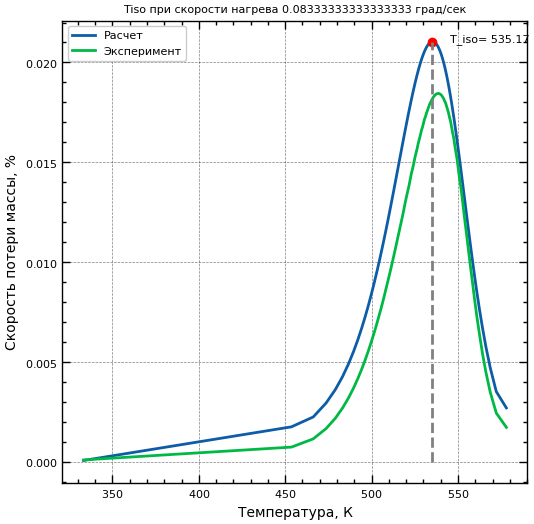 Tiso при скорости нагрева 0.08333333333333333 град/сек
Расчет
Эксперимент
T_iso= 535.17
0.020
0.015
0.010
0.005
0.000
Скорость потери массы, %
350
400
450
500
550
Температура, К